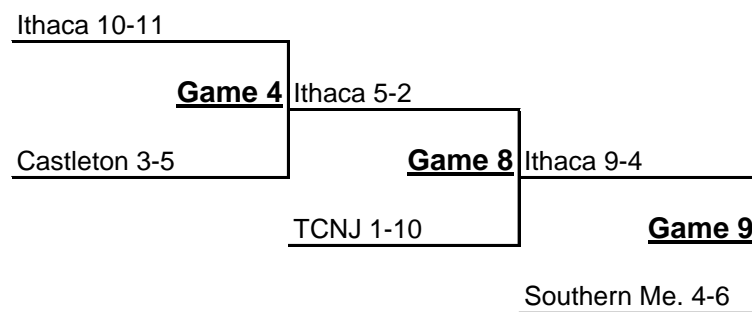 Ithaca 10-11
Game 4 Ithaca 5-2
Castleton 3-5
Game 8 Ithaca 9-4
TCNJ 1-10
Game 9
Southern Me. 4-6